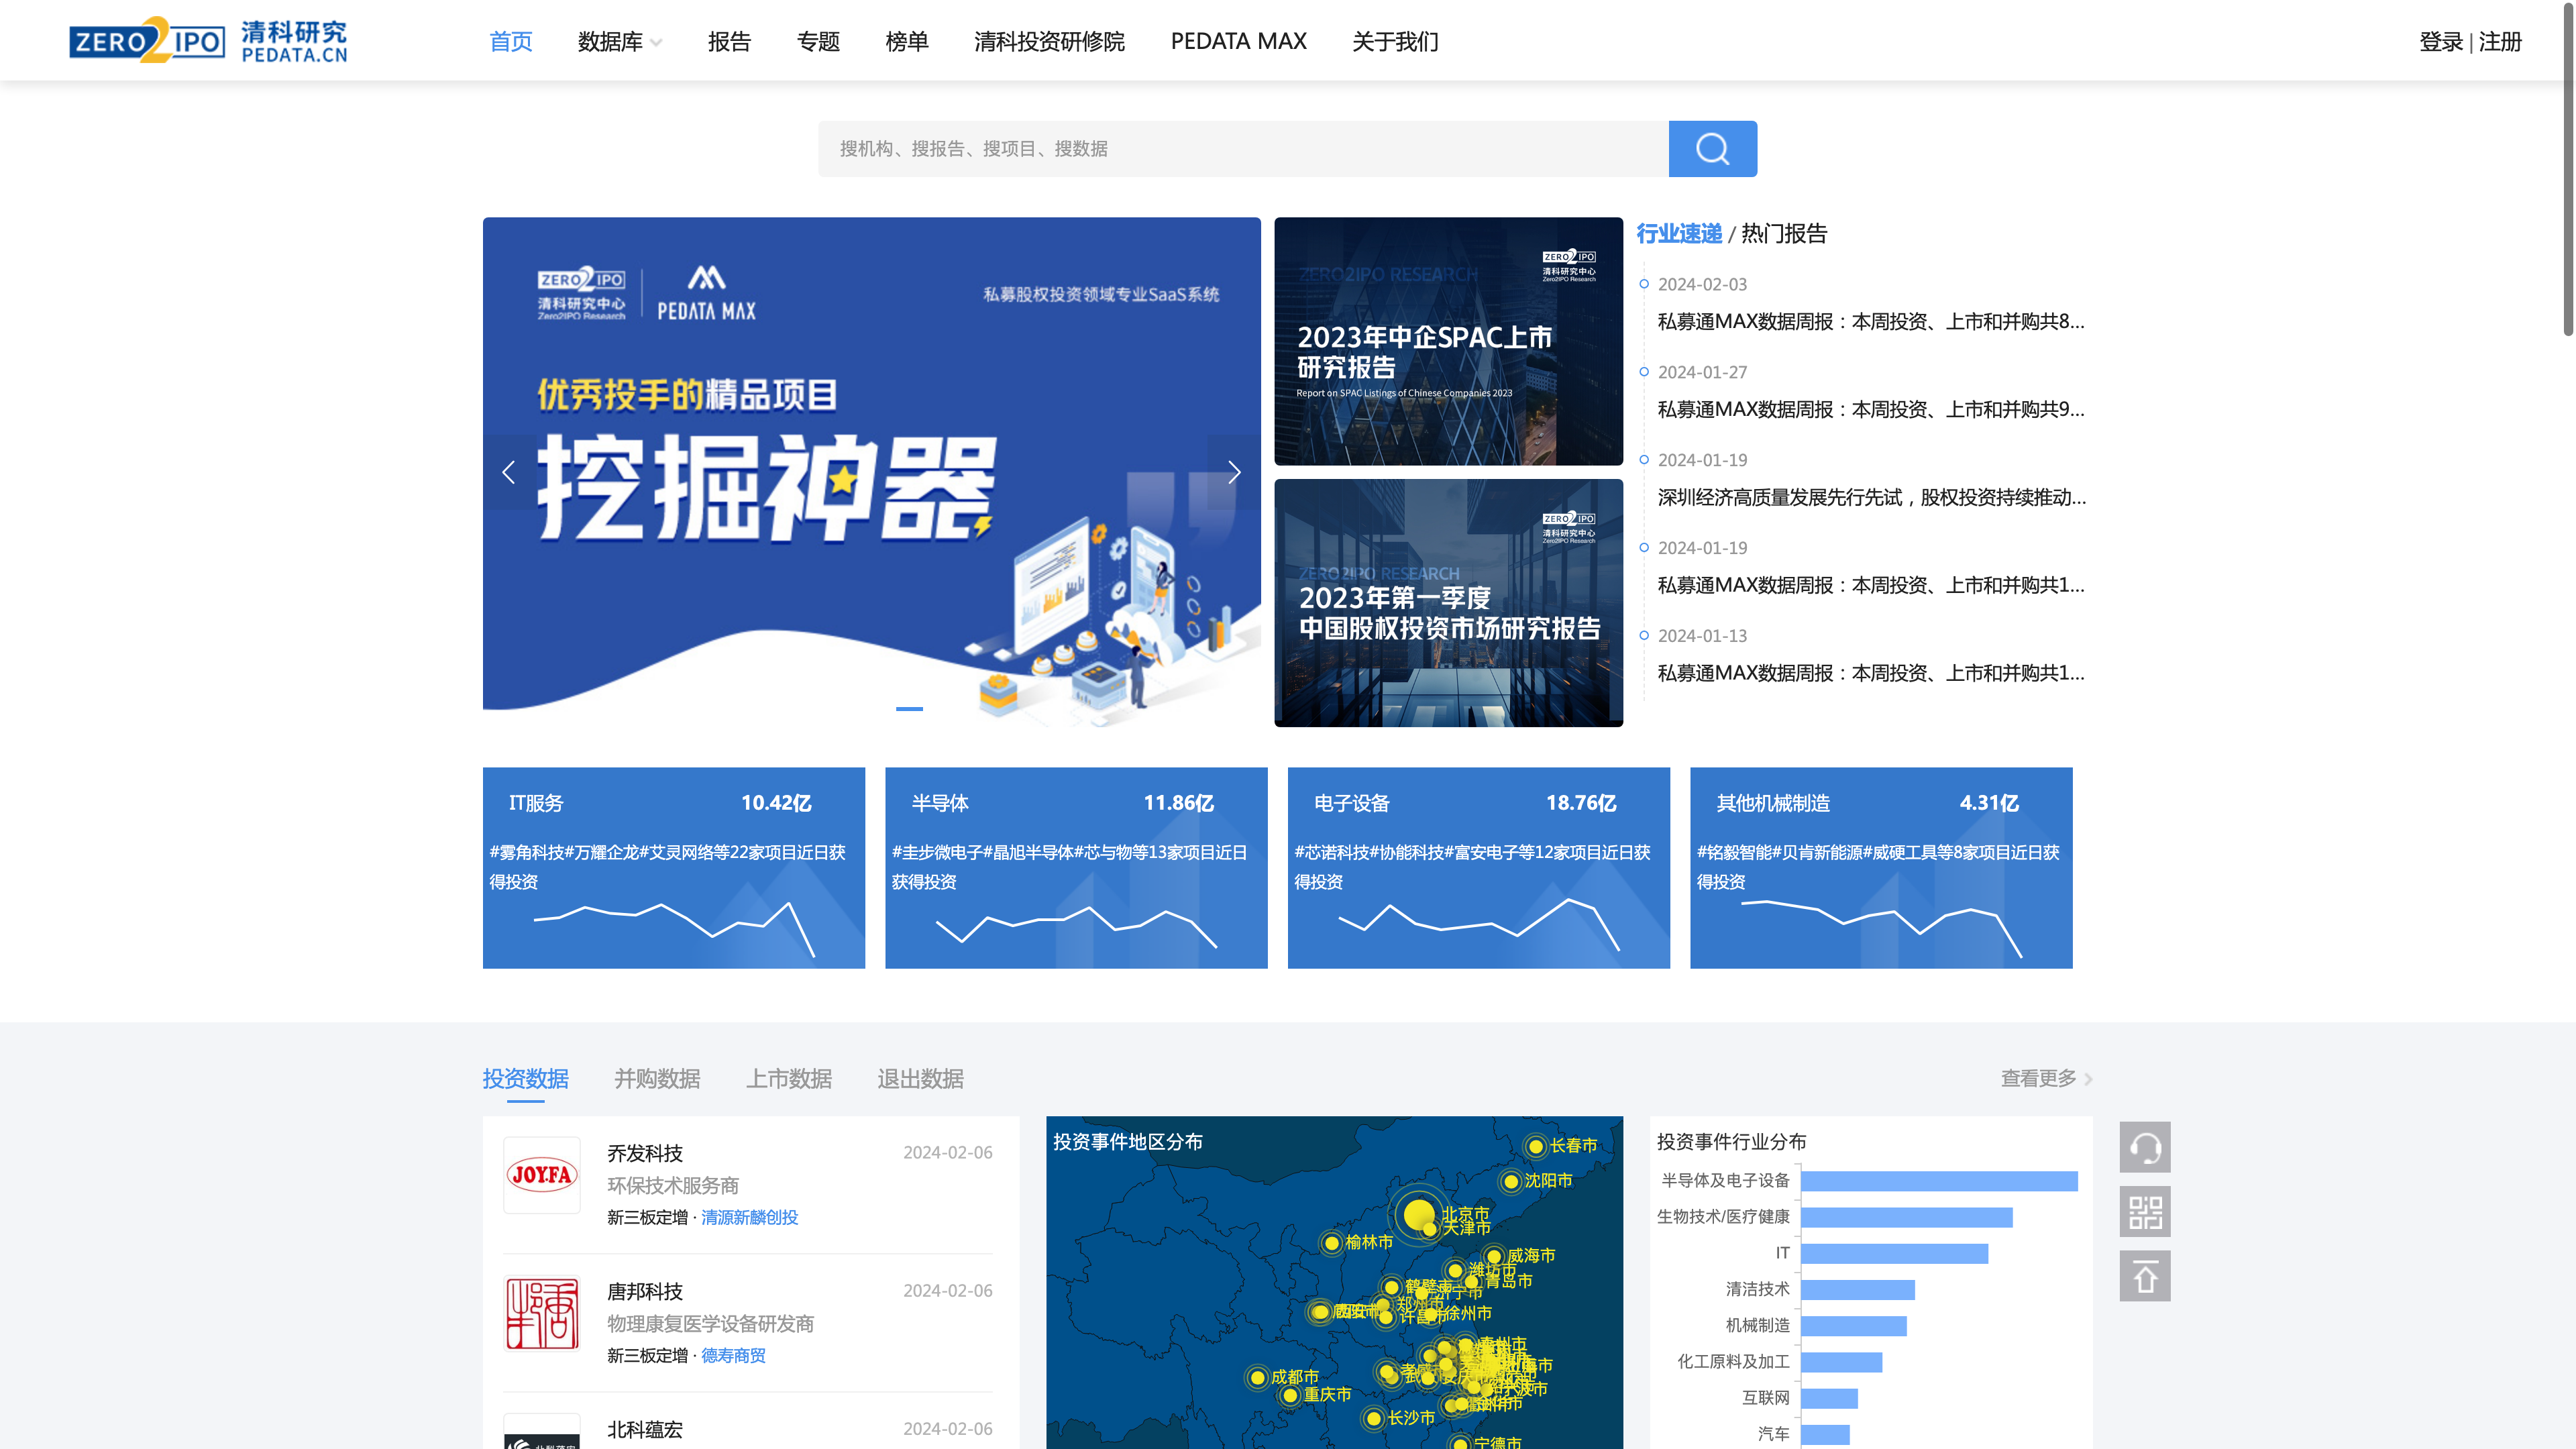 ZERO2IPO 清科研究
PEDATA.CN
首页 数据库 报告 专题 榜单 清科投资研修院 PEDATA MAX 关于我们
登录 | 注册
搜机构、搜报告、搜项目、搜数据
ZERO2IPO
清科研究中心
Zero2IPO Research
PEDATA MAX
私募股权投资领域专业SaaS系统
优秀投手的精品项目
挖掘神器
ZERO2IPO RESEARCH
ZERO2IPO
清科研究中心
Zero2IPO Research
2023年中企SPAC上市
研究报告
Report on SPAC Listings of Chinese Companies 2023
ZERO2IPO
清科研究中心
Zero2IPO Research
ZERO2IPO RESEARCH
2023年第一季度
中国股权投资市场研究报告
行业速递 / 热门报告
2024-02-03
私募通MAX数据周报：本周投资、上市和并购共8...
2024-01-27
私募通MAX数据周报：本周投资、上市和并购共9...
2024-01-19
深圳经济高质量发展先行先试，股权投资持续推动...
2024-01-19
私募通MAX数据周报：本周投资、上市和并购共1...
2024-01-13
私募通MAX数据周报：本周投资、上市和并购共1...
IT服务 10.42亿
#雾角科技#万耀企龙#艾灵网络等22家项目近日获
得投资
半导体 11.86亿
#圭步微电子#晶旭半导体#芯与物等13家项目近日
获得投资
电子设备 18.76亿
#芯诺科技#协能科技#富安电子等12家项目近日获
得投资
其他机械制造 4.31亿
#铭毅智能#贝肯新能源#威硬工具等8家项目近日获
得投资
投资数据 并购数据 上市数据 退出数据
查看更多
JOY.FA
乔发科技 2024-02-06
环保技术服务商
新三板定增 · 清源新麟创投
唐邦科技 2024-02-06
物理康复医学设备研发商
新三板定增 · 德寿商贸
北科蕴宏 2024-02-06
投资事件地区分布
长春市
沈阳市
北京市
天津市
榆林市
威海市
潍坊市
青岛市
鹤壁市
济宁市
郑州市
许昌市
徐州市
泰州市
成都市
重庆市
宁波市
长沙市
宁德市
投资事件行业分布
半导体及电子设备
生物技术/医疗健康
IT
清洁技术
机械制造
化工原料及加工
互联网
汽车